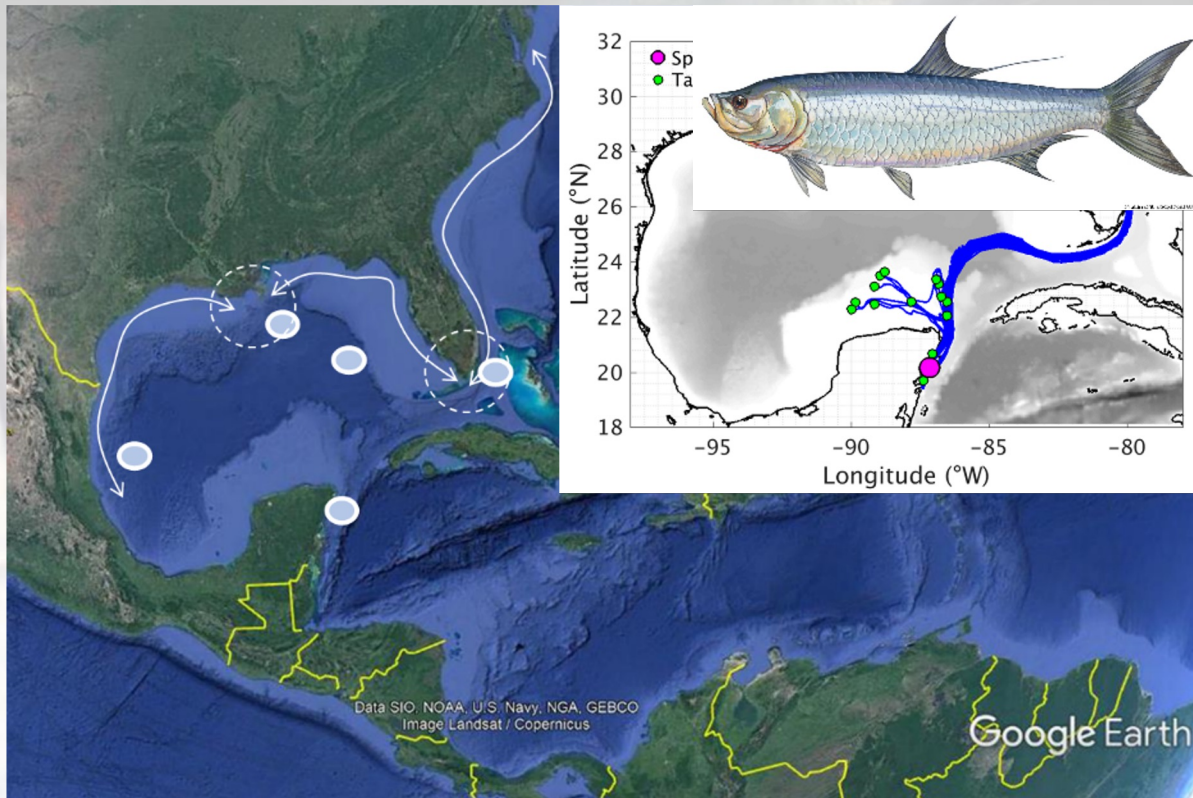 32
30
28
26
24
22
20
18
Latitude (°N)
Sp
Ta
−95
−90
−85
−80
Longitude (°W)
Data SIO, NOAA, U.S. Navy, NGA, GEBCO
Image Landsat / Copernicus
Google Earth